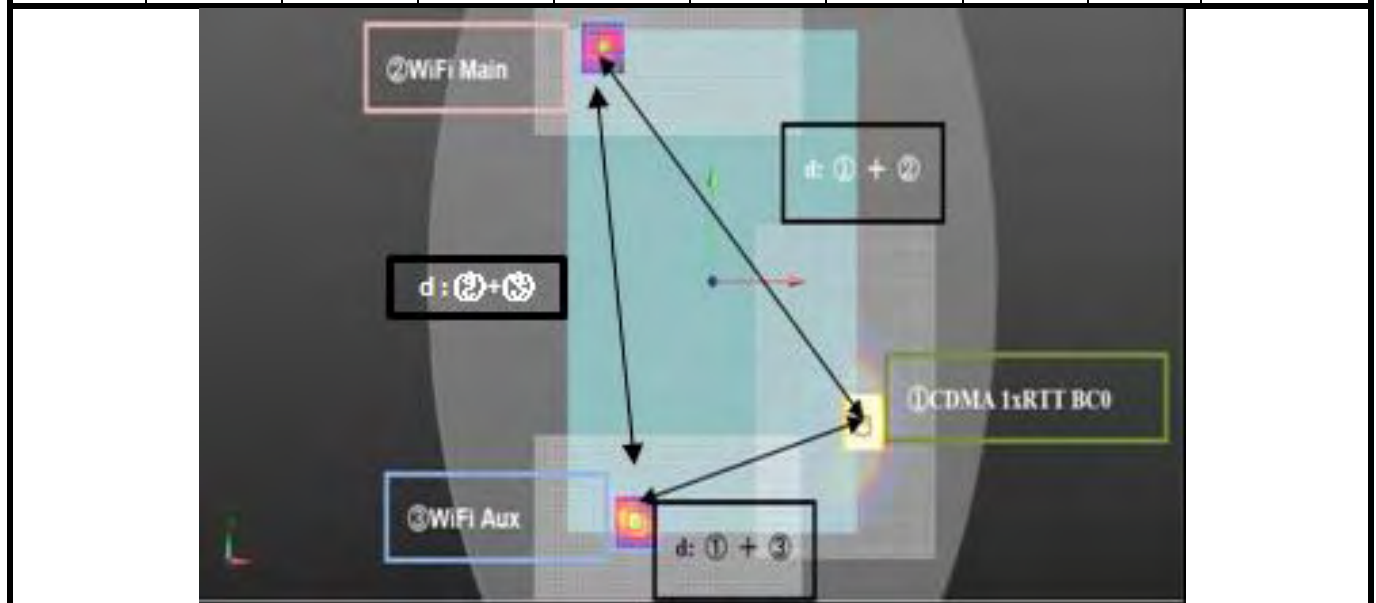 ②WiFi Main
d: ① + ②
d:②+③
①CDMA 1xRTT BC0
③WiFi Aux
d: ① + ③